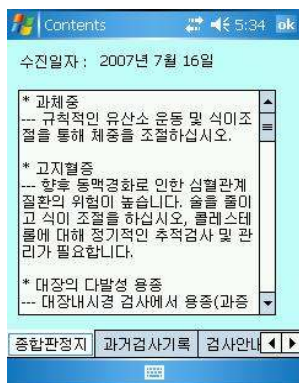 Contents 5:34 ok
수진일자 : 2007년 7월 16일
* 과체중
--- 규칙적인 유산소 운동 및 식이조
절을 통해 체중을 조절하십시오.
* 고지혈증
--- 향후 동맥경화로 인한 심혈관계
질환의 위험이 높습니다. 술을 줄이
고 식이 조절을 하십시오, 콜레스테
롤에 대해 정기적인 추적검사 및 관
리가 필요합니다.
* 대장의 다발성 용종
--- 대장내시경 검사에서 용종(과증
종합판정지 과거검사기록 검사안내